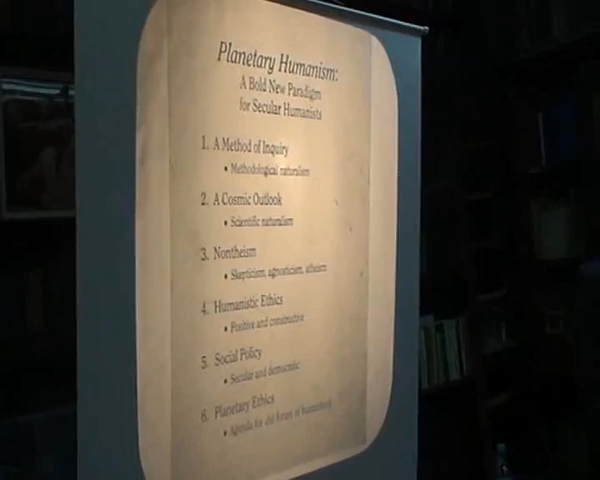 Planetary Humanism:
A Bold New Paradigm
for Secular Humanists
1. A Method of Inquiry
• Methodological naturalism
2. A Cosmic Outlook
• Scientific naturalism
3. Nontheism
• Skepticism, agnosticism, atheism
4. Humanistic Ethics
• Positive and constructive
5. Social Policy
• Secular and democratic
6. Planetary Ethics
• Agenda for the future of humankind